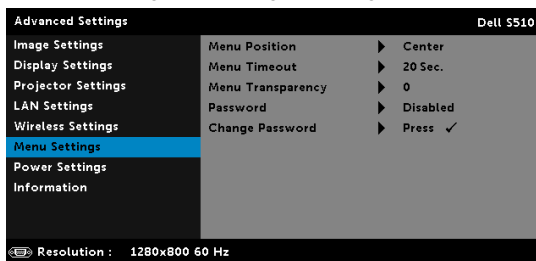 Advanced Settings Dell S510
Image Settings
Display Settings
Projector Settings
LAN Settings
Wireless Settings
Menu Settings
Power Settings
Information
Menu Position Center
Menu Timeout 20 Sec.
Menu Transparency 0
Password Disabled
Change Password Press ✓
Resolution : 1280x800 60 Hz